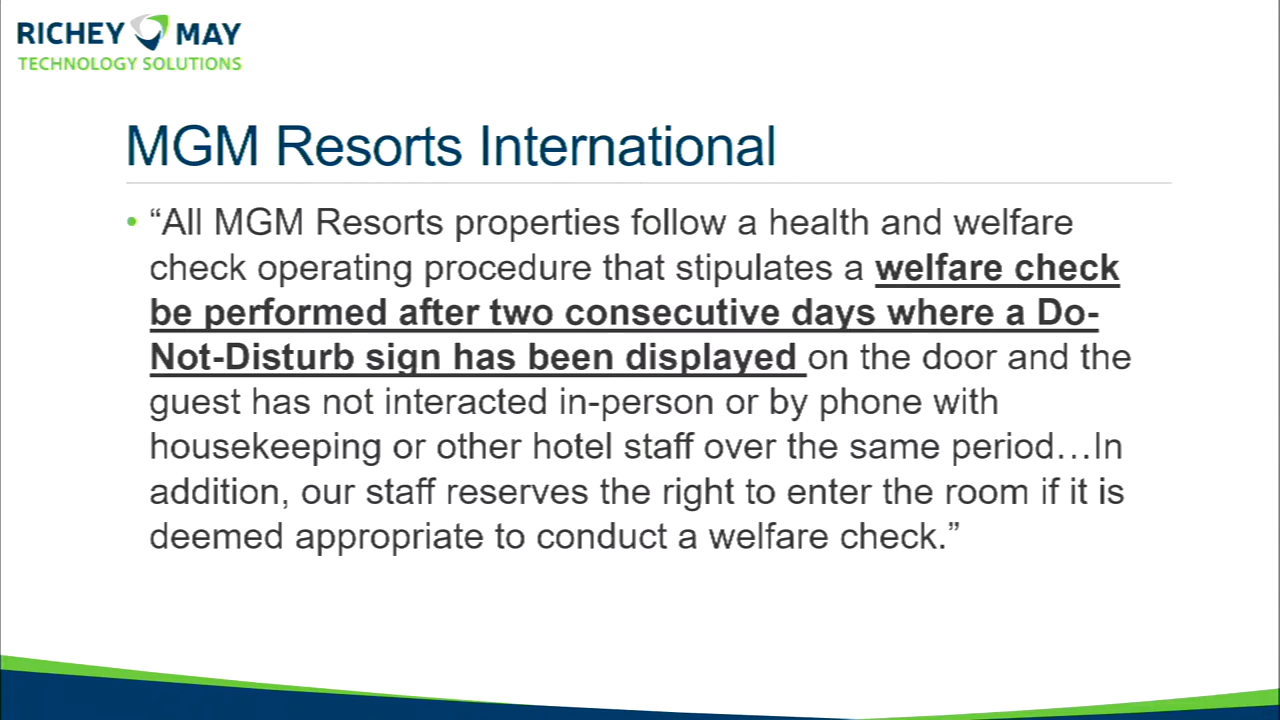 RICHEY MAY
TECHNOLOGY SOLUTIONS
MGM Resorts International
• “All MGM Resorts properties follow a health and welfare
check operating procedure that stipulates a welfare check
be performed after two consecutive days where a Do-
Not-Disturb sign has been displayed on the door and the
guest has not interacted in-person or by phone with
housekeeping or other hotel staff over the same period…In
addition, our staff reserves the right to enter the room if it is
deemed appropriate to conduct a welfare check.”